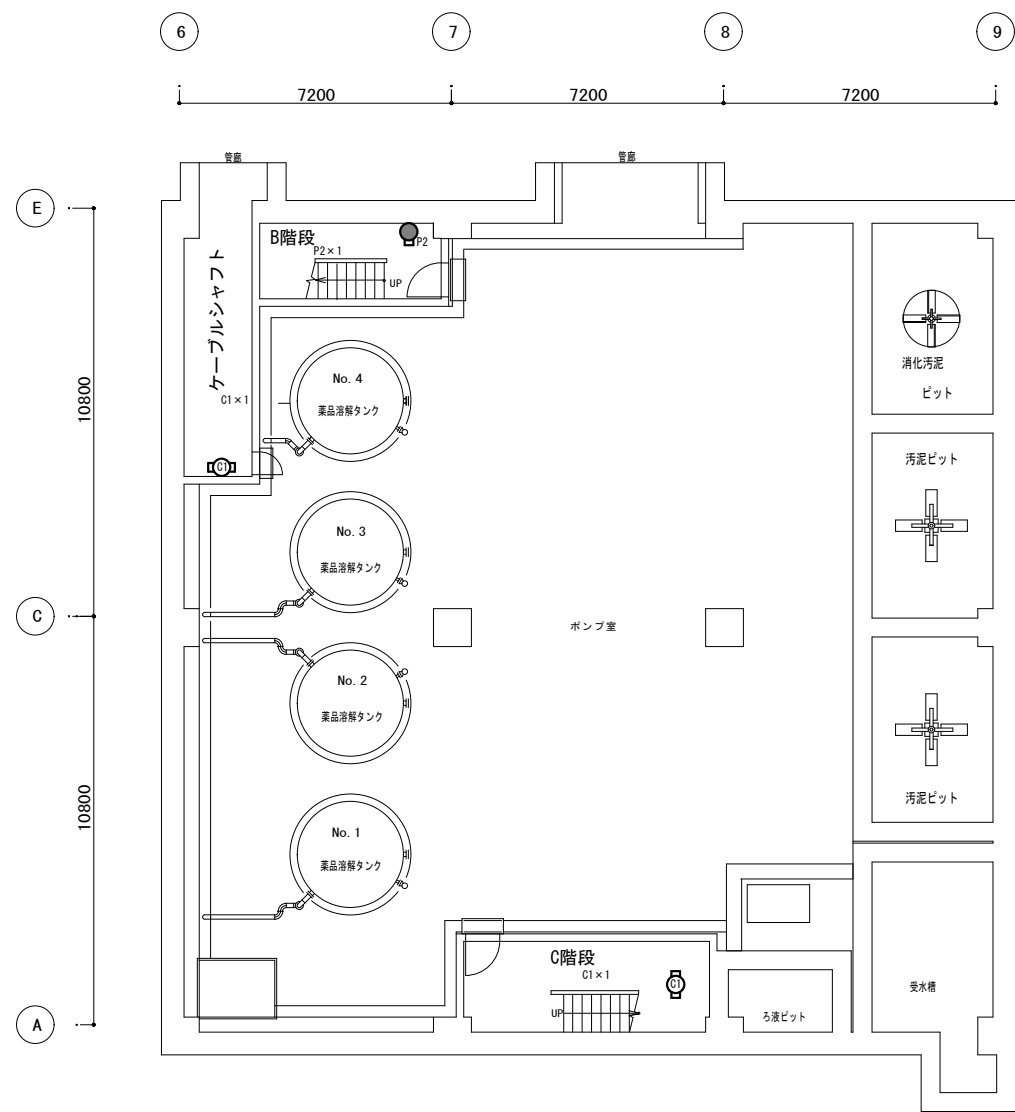 6
7
8
9
7200
7200
7200
管廊
管廊
E
B階段
P2×1
P2
UP
ケーブルシャフト
C1×1
C1
10800
No. 4
薬品溶解タンク
消化汚泥
ピット
汚泥ピット
No. 3
薬品溶解タンク
C
ポンプ室
No. 2
薬品溶解タンク
汚泥ピット
10800
No. 1
薬品溶解タンク
C階段
C1×1
C1
UP
受水槽
ろ液ピット
A